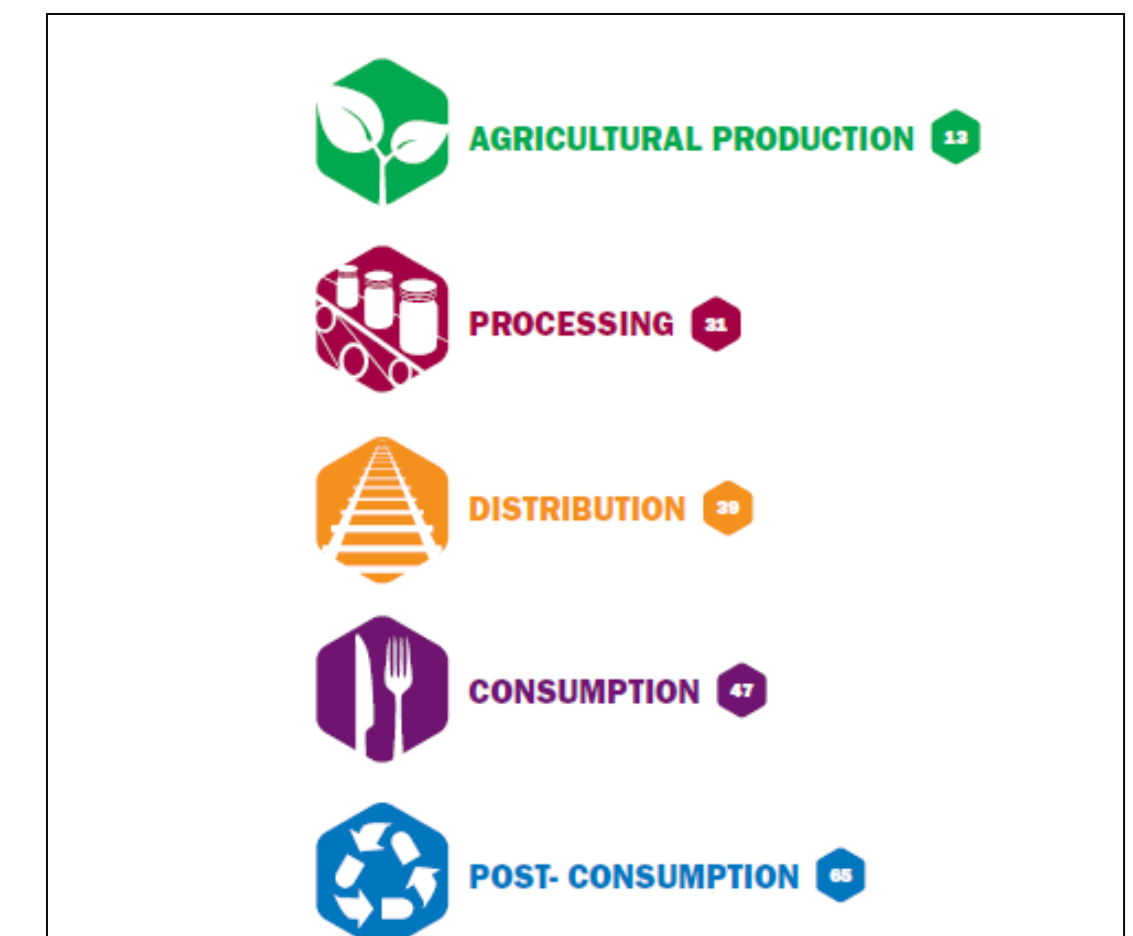 AGRICULTURAL PRODUCTION 13
PROCESSING 31
DISTRIBUTION 39
CONSUMPTION 47
POST- CONSUMPTION 65